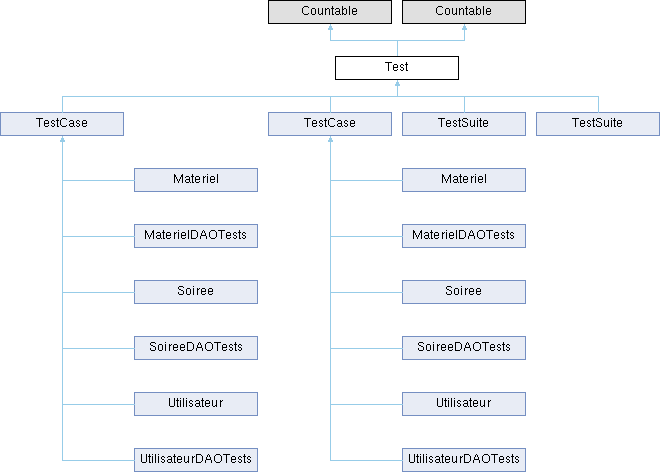 Countable
Countable
Test
TestCase
TestCase
TestSuite
TestSuite
Materiel
Materiel
MaterielDAOTests
MaterielDAOTests
Soiree
Soiree
SoireeDAOTests
SoireeDAOTests
Utilisateur
Utilisateur
UtilisateurDAOTests
UtilisateurDAOTests